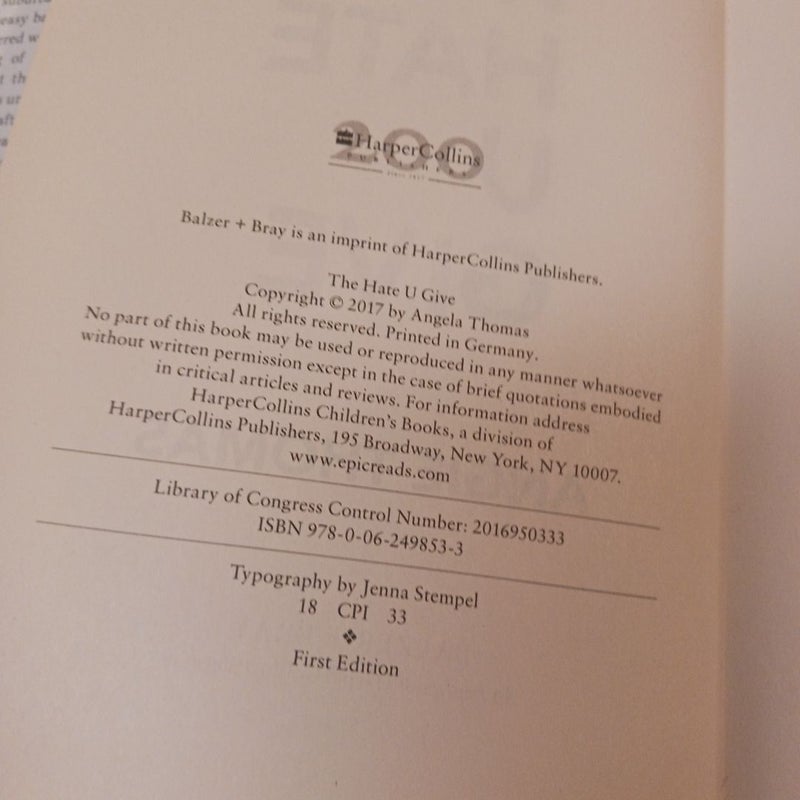 200
HarperCollins
PUBLISHERS
SINCE 1817
Balzer + Bray is an imprint of HarperCollins Publishers.
The Hate U Give
Copyright © 2017 by Angela Thomas
All rights reserved. Printed in Germany.
No part of this book may be used or reproduced in any manner whatsoever
without written permission except in the case of brief quotations embodied
in critical articles and reviews. For information address
HarperCollins Children's Books, a division of
HarperCollins Publishers, 195 Broadway, New York, NY 10007.
www.epicreads.com
Library of Congress Control Number: 2016950333
ISBN 978-0-06-249853-3
Typography by Jenna Stempel
18 CPI 33
❖
First Edition